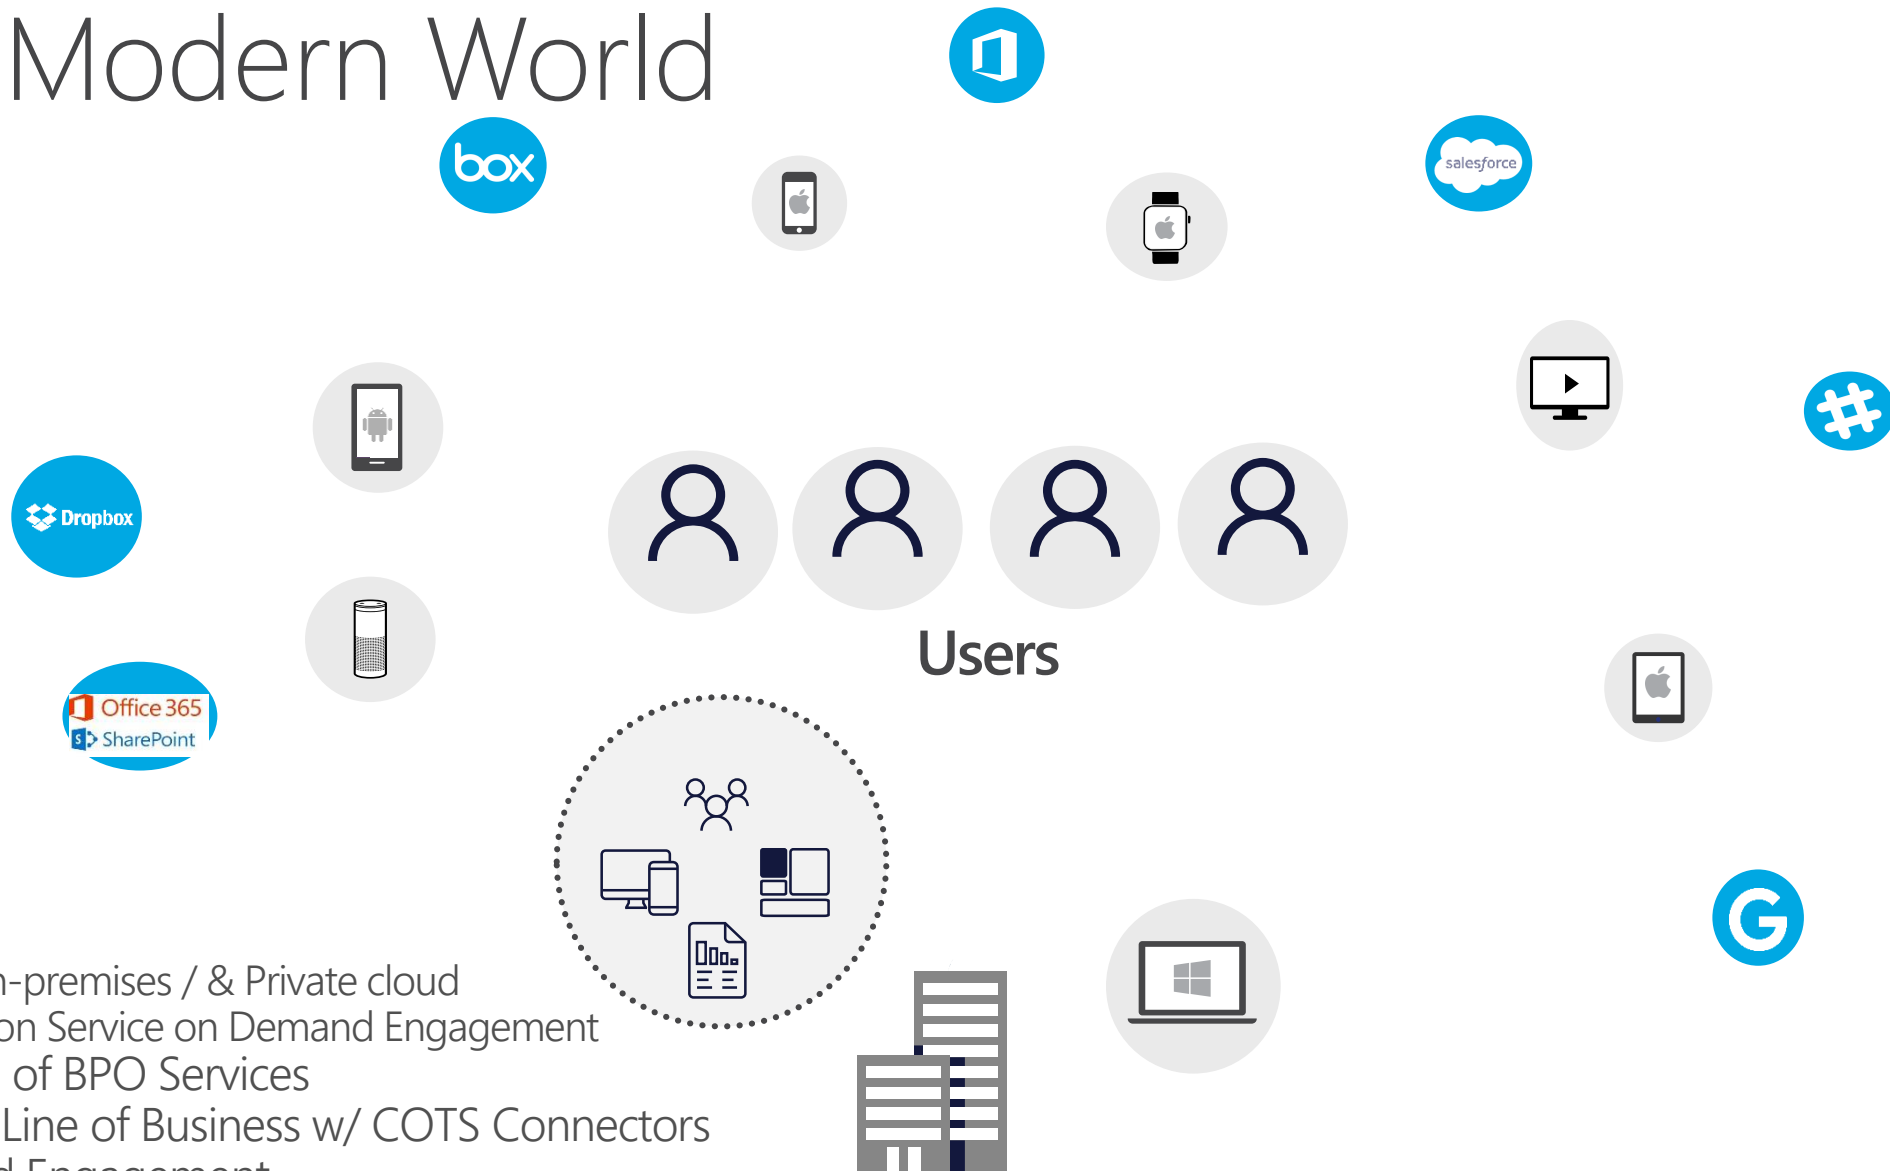 Modern World
box
salesforce
Dropbox
Users
Office 365
S SharePoint
G
n-premises / & Private cloud
on Service on Demand Engagement
of BPO Services
Line of Business w/ COTS Connectors
d Engagement